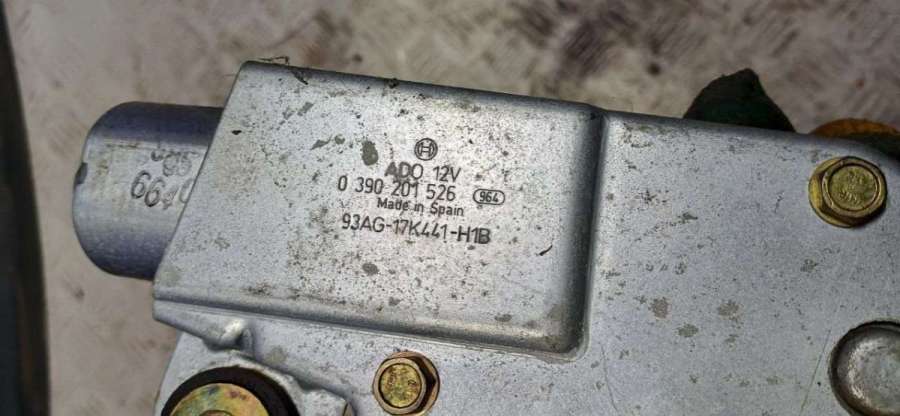 ADO 12V
0 390 201 526 964
Made in Spain
93AG-17K441-H1B